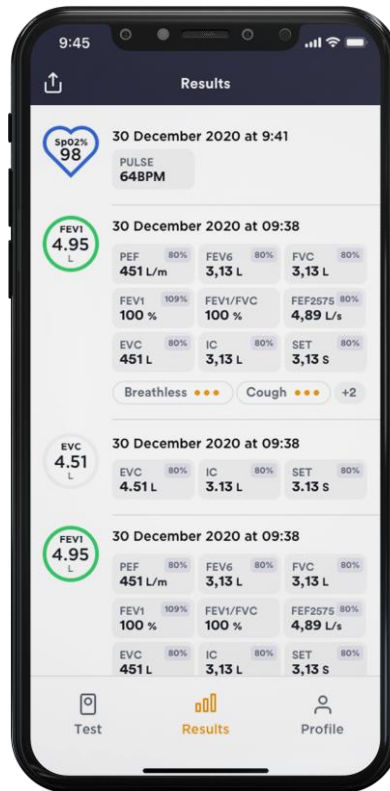 9:45
Results
SpO2%
98
30 December 2020 at 9:41
PULSE
64BPM
FEV1
4.95
L
30 December 2020 at 09:38
PEF 80% FEV6 80% FVC 80%
451 L/m 3,13 L 3,13 L
FEV1 109% FEV1/FVC FEF2575 80%
100 % 100 % 4,89 L/s
EVC 80% IC 80% SET 80%
451 L 3,13 L 3,13 S
Breathless Cough +2
EVC
4.51
L
30 December 2020 at 09:38
EVC 80% IC 80% SET 80%
4.51 L 3.13 L 3.13 S
FEV1
4.95
L
30 December 2020 at 09:38
PEF 80% FEV6 80% FVC 80%
451 L/m 3,13 L 3,13 L
FEV1 109% FEV1/FVC FEF2575 80%
100 % 100 % 4,89 L/s
EVC 80% IC 80% SET 80%
451 L 3,13 L 3,13 S
Test Results Profile